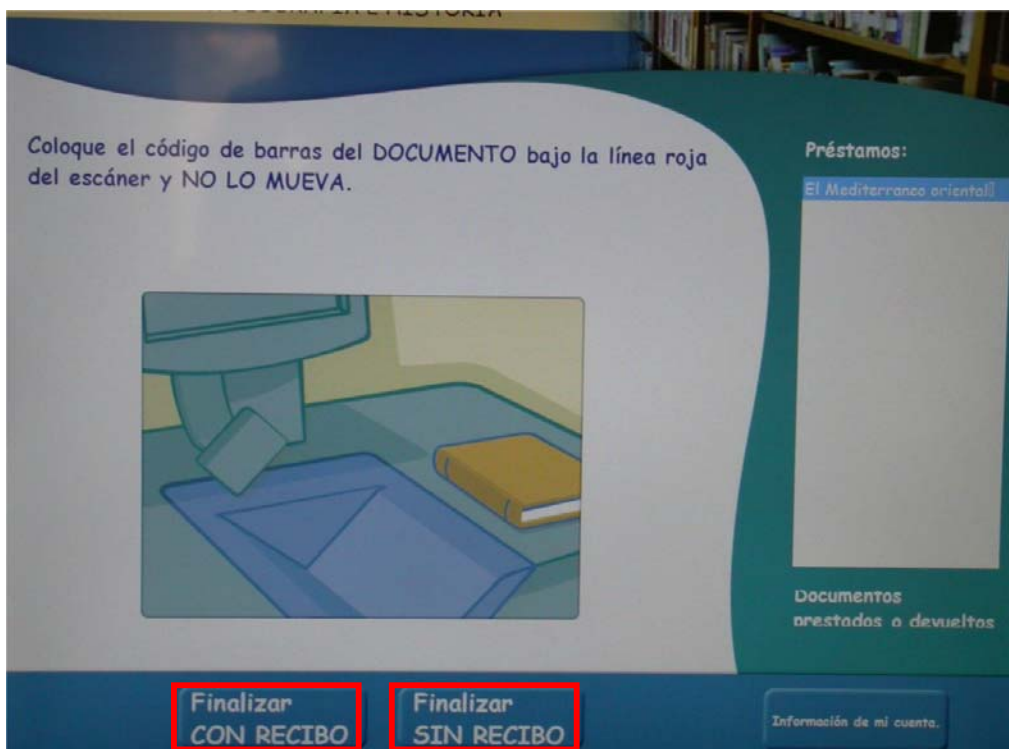 E HISTORIA
Coloque el código de barras del DOCUMENTO bajo la línea roja
del escáner y NO LO MUEVA.
Préstamos:
El Mediterraneo oriental
Documentos
prestados o devueltos
Finalizar
CON RECIBO
Finalizar
SIN RECIBO
Información de mi cuenta.